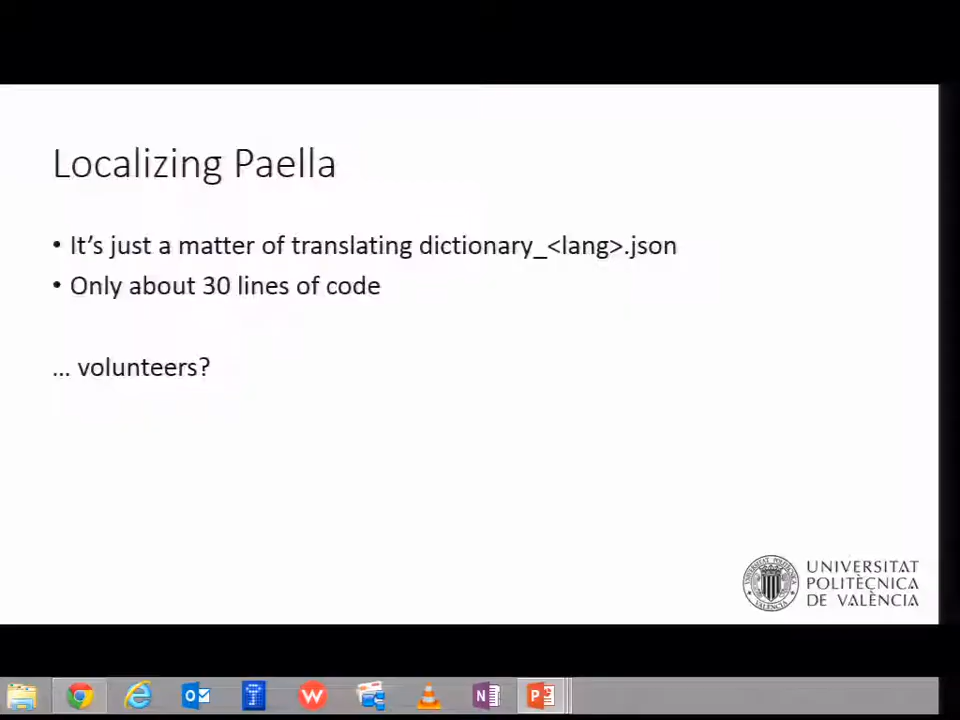 Localizing Paella
• It’s just a matter of translating dictionary_<lang>.json
• Only about 30 lines of code
… volunteers?
UNIVERSITAT
POLITÈCNICA
DE VALÈNCIA